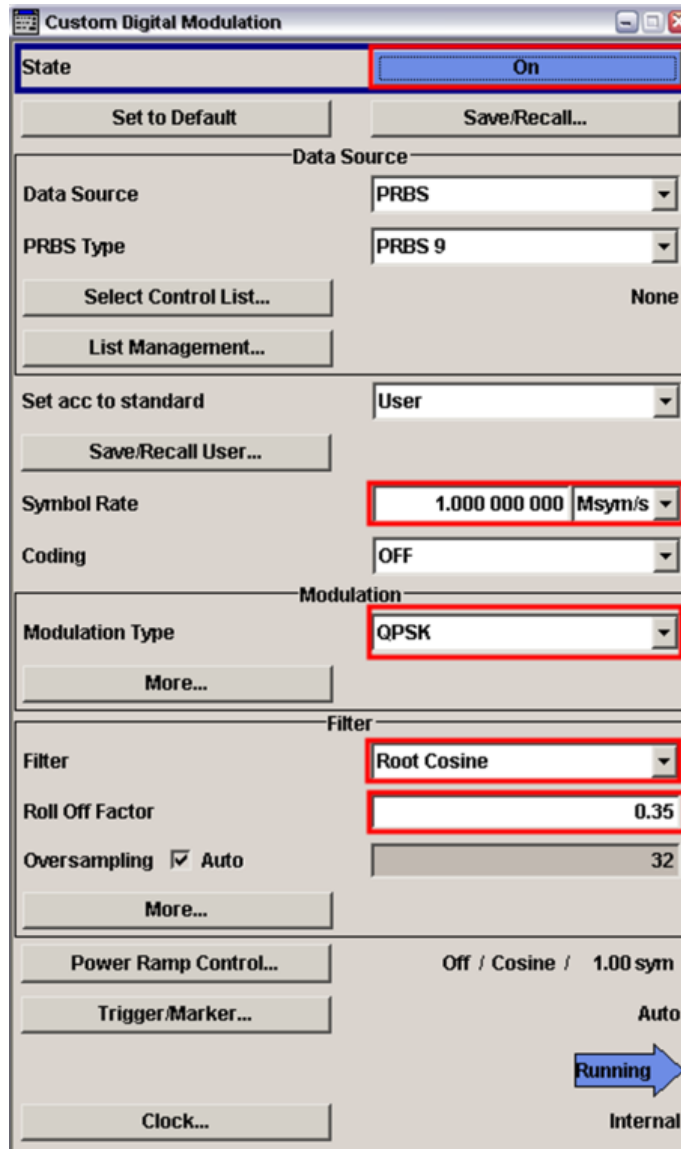 Custom Digital Modulation
State On
Set to Default Save/Recall...
Data Source
Data Source PRBS
PRBS Type PRBS 9
Select Control List... None
List Management...
Set acc to standard User
Save/Recall User...
Symbol Rate 1.000 000 000 Msym/s
Coding OFF
Modulation
Modulation Type QPSK
More...
Filter
Filter Root Cosine
Roll Off Factor 0.35
Oversampling Auto 32
More...
Power Ramp Control... Off / Cosine / 1.00 sym
Trigger/Marker... Auto
Running
Clock... Internal